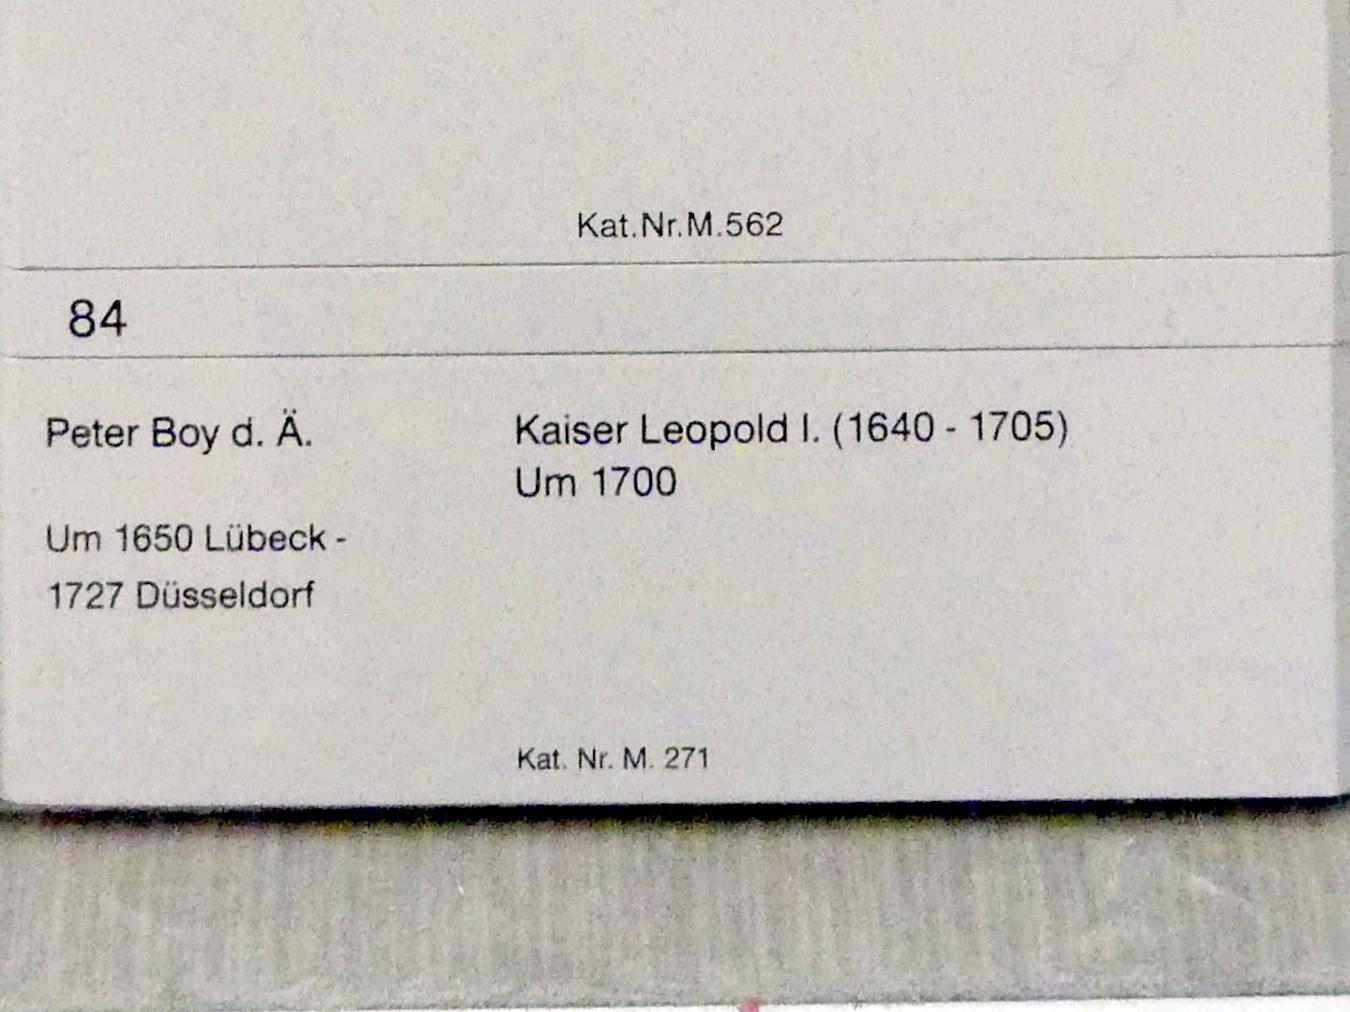 Kat.Nr.M.562
84
Peter Boy d. Ä.
Um 1650 Lübeck -
1727 Düsseldorf
Kaiser Leopold I. (1640 - 1705)
Um 1700
Kat. Nr. M. 271